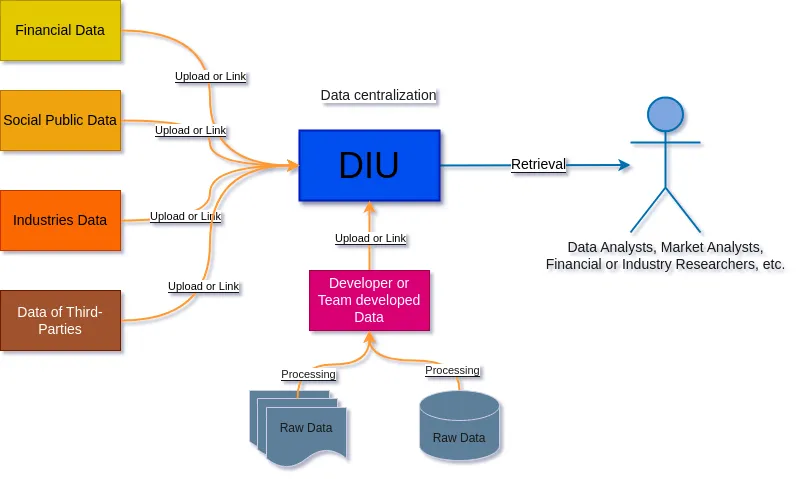 Financial Data
Upload or Link
Data centralization
Social Public Data
Upload or Link
DIU
Retrieval
Industries Data
Upload or Link
Upload or Link
Data Analysts, Market Analysts,
Financial or Industry Researchers, etc.
Data of Third-
Parties
Upload or Link
Developer or
Team developed
Data
Processing
Processing
Raw Data
Raw Data